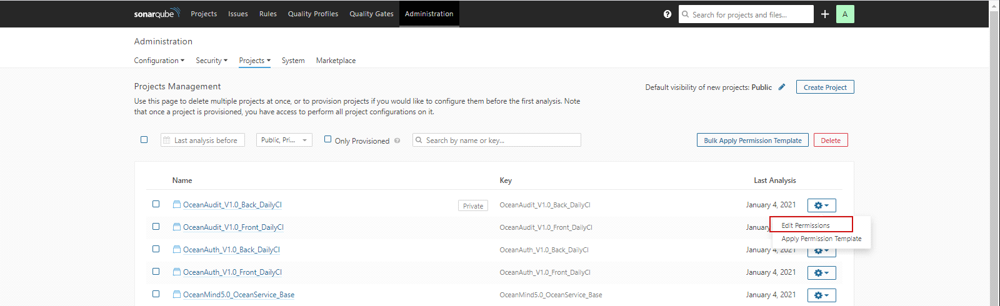 sonarqube Projects Issues Rules Quality Profiles Quality Gates Administration ? Search for projects and files... + A
Administration
Configuration Security Projects System Marketplace
Projects Management Default visibility of new projects: Public Create Project
Use this page to delete multiple projects at once, or to provision projects if you would like to configure them before the first analysis. Note
that once a project is provisioned, you have access to perform all project configurations on it.
Last analysis before Public, Pri... Only Provisioned ? Search by name or key... Bulk Apply Permission Template Delete
Name Key Last Analysis
OceanAudit_V1.0_Back_DailyCI Private OceanAudit_V1.0_Back_DailyCI January 4, 2021
OceanAudit_V1.0_Front_DailyCI OceanAudit_V1.0_Front_DailyCI January
Edit Permissions
Apply Permission Template
OceanAuth_V1.0_Back_DailyCI OceanAuth_V1.0_Back_DailyCI January 4, 2021
OceanAuth_V1.0_Front_DailyCI OceanAuth_V1.0_Front_DailyCI January 4, 2021
OceanMind5.0_OceanService_Base OceanMind5.0_OceanService_Base January 4, 2021